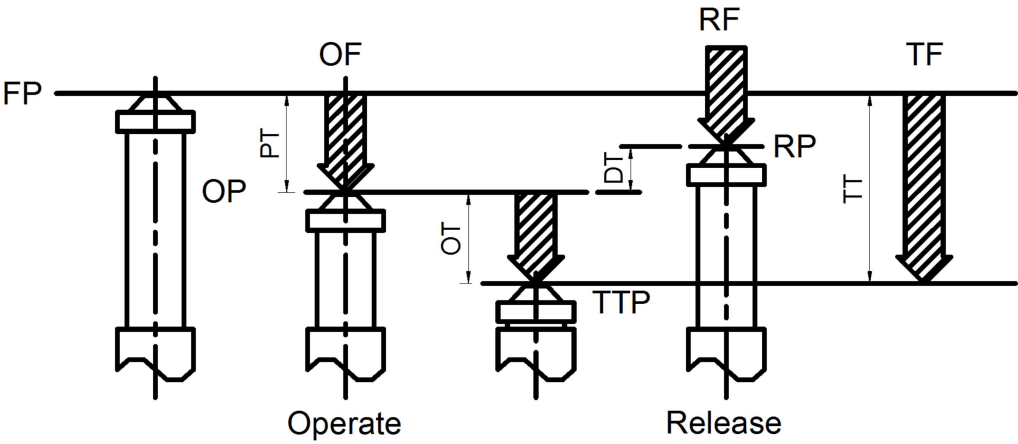 RF
OF
TF
FP
PT
RP
DT
OP
TT
OT
TTP
Operate
Release